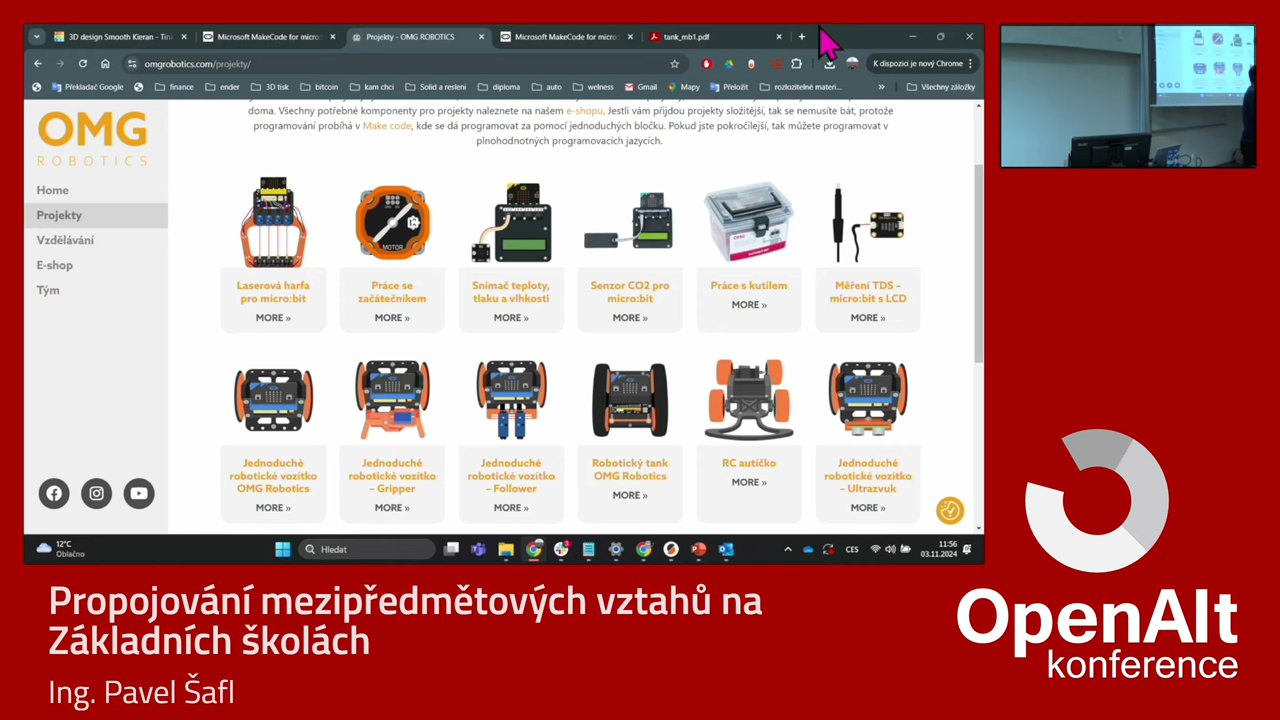 3D design Smooth Kieran - Tin
Microsoft MakeCode for micro
Projekty - OMG ROBOTICS
Microsoft MakeCode for micro
tank_mb1.pdf
omgrobotics.com/projekty/
K dispozici je nový Chrome
Překladač Google
finance
3D tisk
bitcoin
kam chci
Solid a reslení
diploma
auto
welness
Gmail
Mapy
Přeložit
rozlozitelné materi...
Všechny záložky
OMG
ROBOTICS
Home
Projekty
Vzdělávání
E-shop
Tým
doma. Všechny potřebné komponenty pro projekty naleznete na našem e-shopu. Jestli vám přijdou projekty složitější, tak se nemusíte bát, protože
programování probíhá v Make code, kde se dá programovat za pomocí jednoduchých bločku. Pokud jste pokročilejší, tak můžete programovat v
plnohodnotných programovacích jazycích.
MOTOR
Laserová harfa
pro micro:bit
MORE »
Práce se
začátečníkem
MORE »
Snímač teploty,
tlaku a vlhkosti
MORE »
Senzor CO2 pro
micro:bit
MORE »
Práce s kutilem
MORE »
Měření TDS –
micro:bit s LCD
MORE »
Jednoduché
robotické vozítko
OMG Robotics
MORE »
Jednoduché
robotické vozítko
– Gripper
MORE »
Jednoduché
robotické vozítko
– Follower
MORE »
Robotický tank
OMG Robotics
MORE »
RC autíčko
MORE »
Jednoduché
robotické vozítko
– Ultrazvuk
MORE »
12°C
Oblačno
Hledat
CES
11:56
03.11.2024
Propojování mezipředmětových vztahů na
Základních školách
Ing. Pavel Šafl
OpenAlt
konference